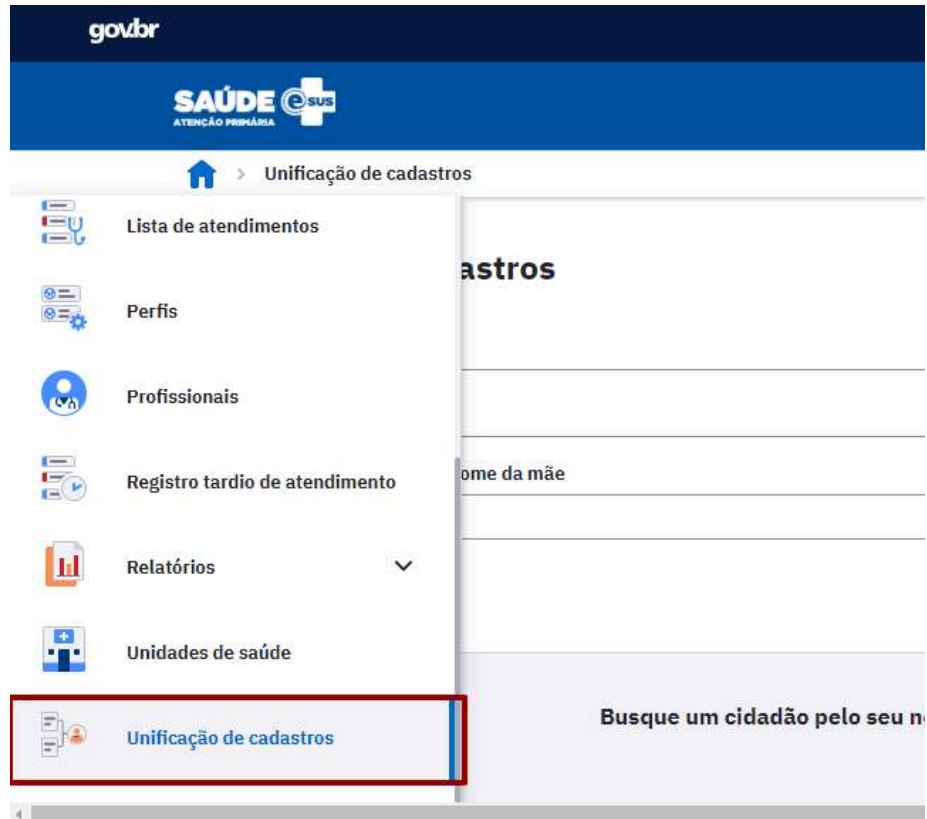 gov.br
SAÚDE e SUS
ATENÇÃO PRIMÁRIA
Unificação de cadastros
Lista de atendimentos
astros
Perfis
Profissionais
ome da mãe
Registro tardio de atendimento
Relatórios
Unidades de saúde
Busque um cidadão pelo seu n
Unificação de cadastros